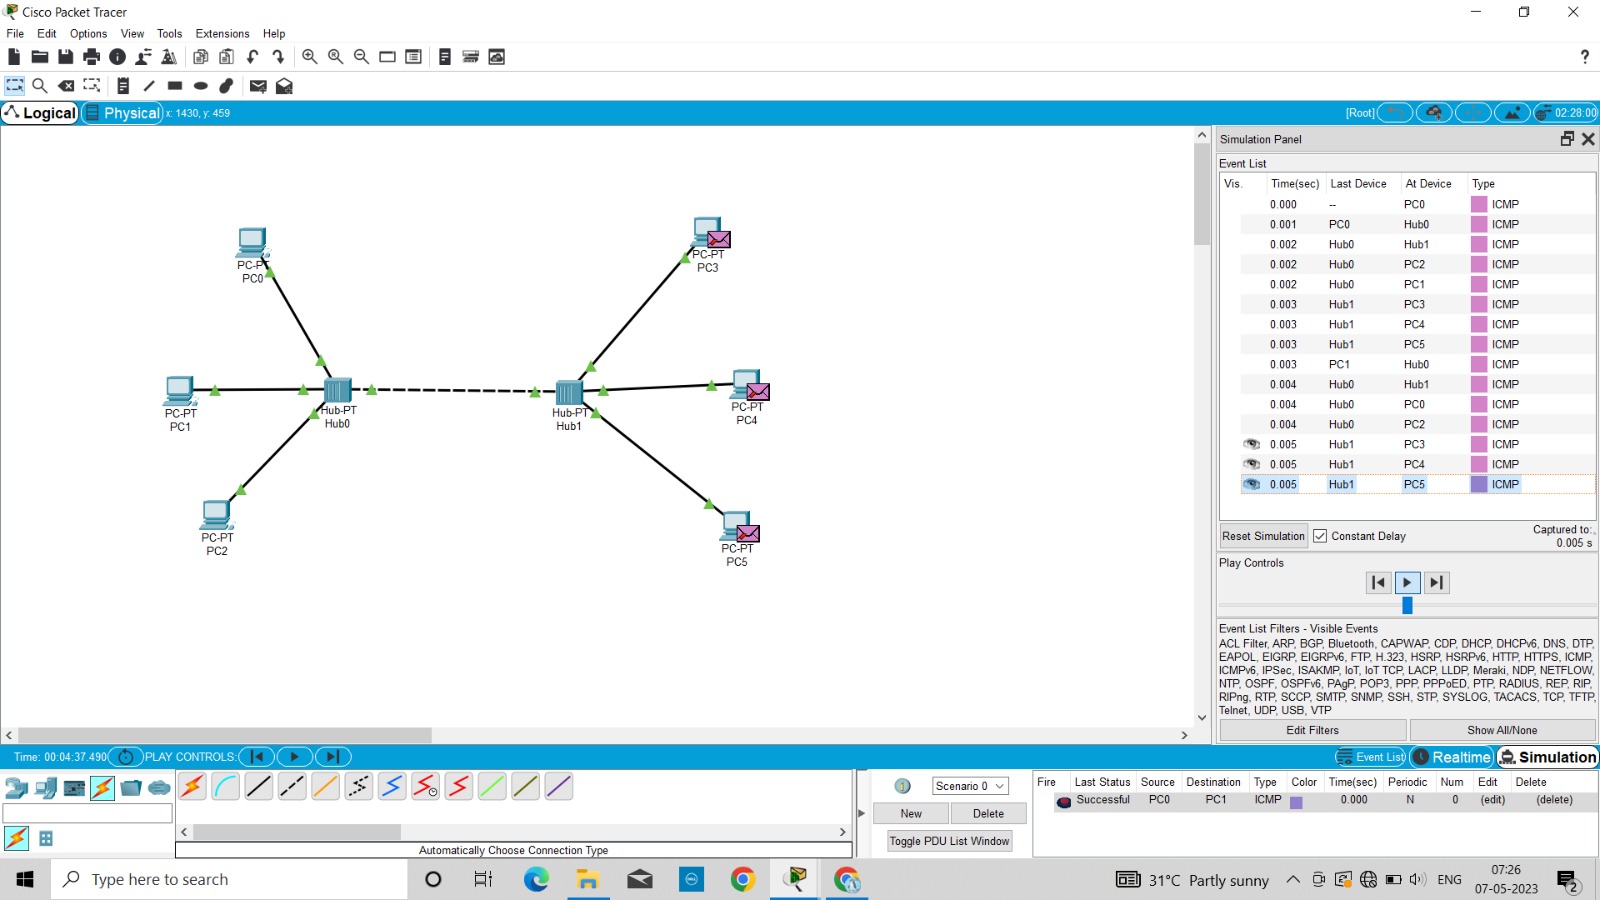 Cisco Packet Tracer
File Edit Options View Tools Extensions Help
?
Logical Physical x: 1430, y: 459 [Root] 02:28:00
Simulation Panel
Event List
Vis. Time(sec) Last Device At Device Type
0.000 -- PC0 ICMP
0.001 PC0 Hub0 ICMP
0.002 Hub0 Hub1 ICMP
0.002 Hub0 PC2 ICMP
0.002 Hub0 PC1 ICMP
0.003 Hub1 PC3 ICMP
0.003 Hub1 PC4 ICMP
0.003 Hub1 PC5 ICMP
0.003 PC1 Hub0 ICMP
0.004 Hub0 Hub1 ICMP
0.004 Hub0 PC0 ICMP
0.004 Hub0 PC2 ICMP
0.005 Hub1 PC3 ICMP
0.005 Hub1 PC4 ICMP
0.005 Hub1 PC5 ICMP
Reset Simulation Constant Delay Captured to:
0.005 s
Play Controls
Event List Filters - Visible Events
ACL Filter, ARP, BGP, Bluetooth, CAPWAP, CDP, DHCP, DHCPv6, DNS, DTP,
EAPOL, EIGRP, EIGRPv6, FTP, H.323, HSRP, HSRPv6, HTTP, HTTPS, ICMP,
ICMPv6, IPSec, ISAKMP, IoT, IoT TCP, LACP, LLDP, Meraki, NDP, NETFLOW,
NTP, OSPF, OSPFv6, PAgP, POP3, PPP, PPPoED, PTP, RADIUS, REP, RIP,
RIPng, RTP, SCCP, SMTP, SNMP, SSH, STP, SYSLOG, TACACS, TCP, TFTP,
Telnet, UDP, USB, VTP
Edit Filters Show All/None
PC-PT
PC0
PC-PT
PC1
PC-PT
PC2
Hub-PT
Hub0
Hub-PT
Hub1
PC-PT
PC3
PC-PT
PC4
PC-PT
PC5
Time: 00:04:37.490 PLAY CONTROLS: Event List Realtime Simulation
Automatically Choose Connection Type
Scenario 0
New Delete
Toggle PDU List Window
Fire Last Status Source Destination Type Color Time(sec) Periodic Num Edit Delete
Successful PC0 PC1 ICMP 0.000 N 0 (edit) (delete)
Type here to search
31°C Partly sunny
ENG
07:26
07-05-2023
2